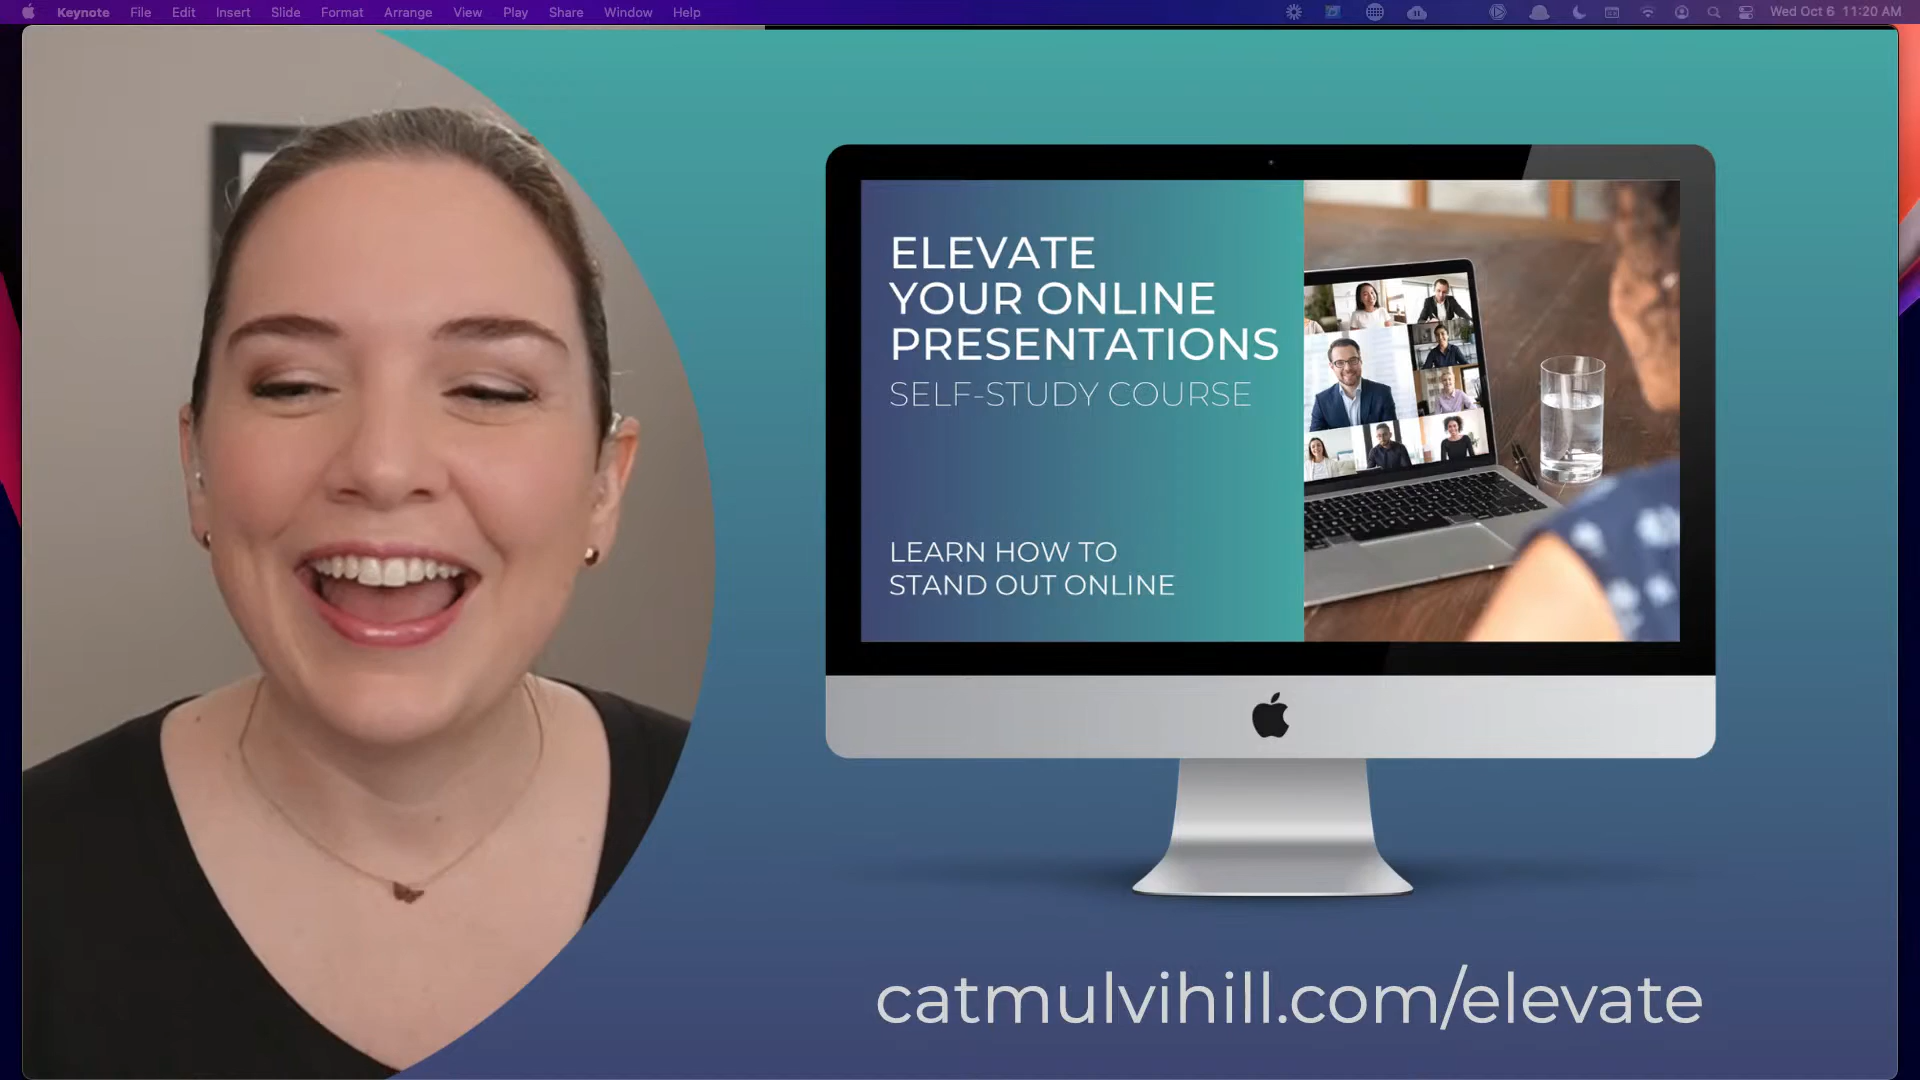 Keynote File Edit Insert Slide Format Arrange View Play Share Window Help Wed Oct 6 11:20 AM
ELEVATE
YOUR ONLINE
PRESENTATIONS
SELF-STUDY COURSE
LEARN HOW TO
STAND OUT ONLINE
catmulvihill.com/elevate